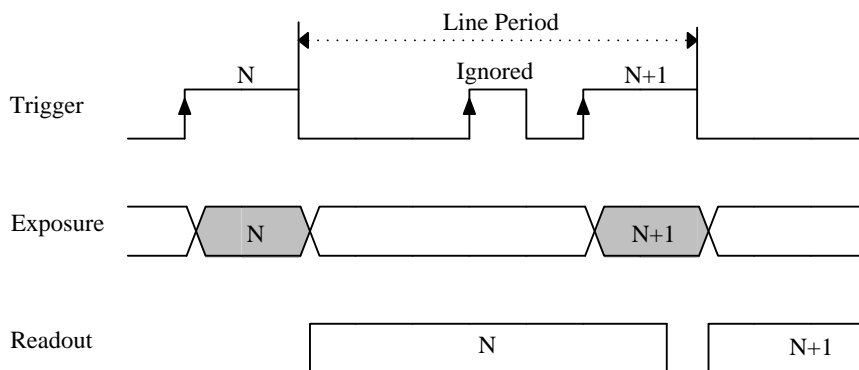 Line Period
N
Ignored
N+1
Trigger
Exposure
N
N+1
Readout
N
N+1